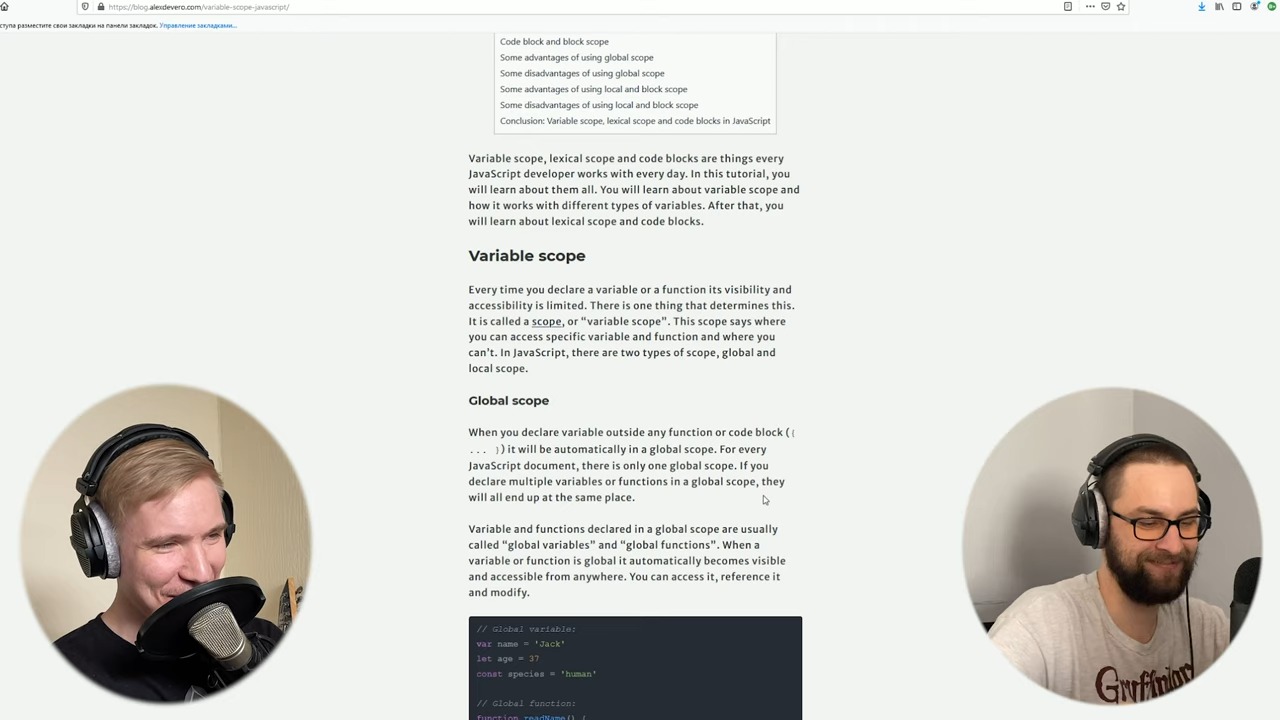 https://blog.alexdevero.com/variable-scope-javascript/
ступа разместите свои закладки на панели закладок. Управление закладками...
Code block and block scope
Some advantages of using global scope
Some disadvantages of using global scope
Some advantages of using local and block scope
Some disadvantages of using local and block scope
Conclusion: Variable scope, lexical scope and code blocks in JavaScript
Variable scope, lexical scope and code blocks are things every
JavaScript developer works with every day. In this tutorial, you
will learn about them all. You will learn about variable scope and
how it works with different types of variables. After that, you
will learn about lexical scope and code blocks.
Variable scope
Every time you declare a variable or a function its visibility and
accessibility is limited. There is one thing that determines this.
It is called a scope, or “variable scope”. This scope says where
you can access specific variable and function and where you
can’t. In JavaScript, there are two types of scope, global and
local scope.
Global scope
When you declare variable outside any function or code block ({
... }) it will be automatically in a global scope. For every
JavaScript document, there is only one global scope. If you
declare multiple variables or functions in a global scope, they
will all end up at the same place.
Variable and functions declared in a global scope are usually
called “global variables” and “global functions”. When a
variable or function is global it automatically becomes visible
and accessible from anywhere. You can access it, reference it
and modify.
// Global variable:
var name = 'Jack'
let age = 37
const species = 'human'
// Global function:
function readName() {